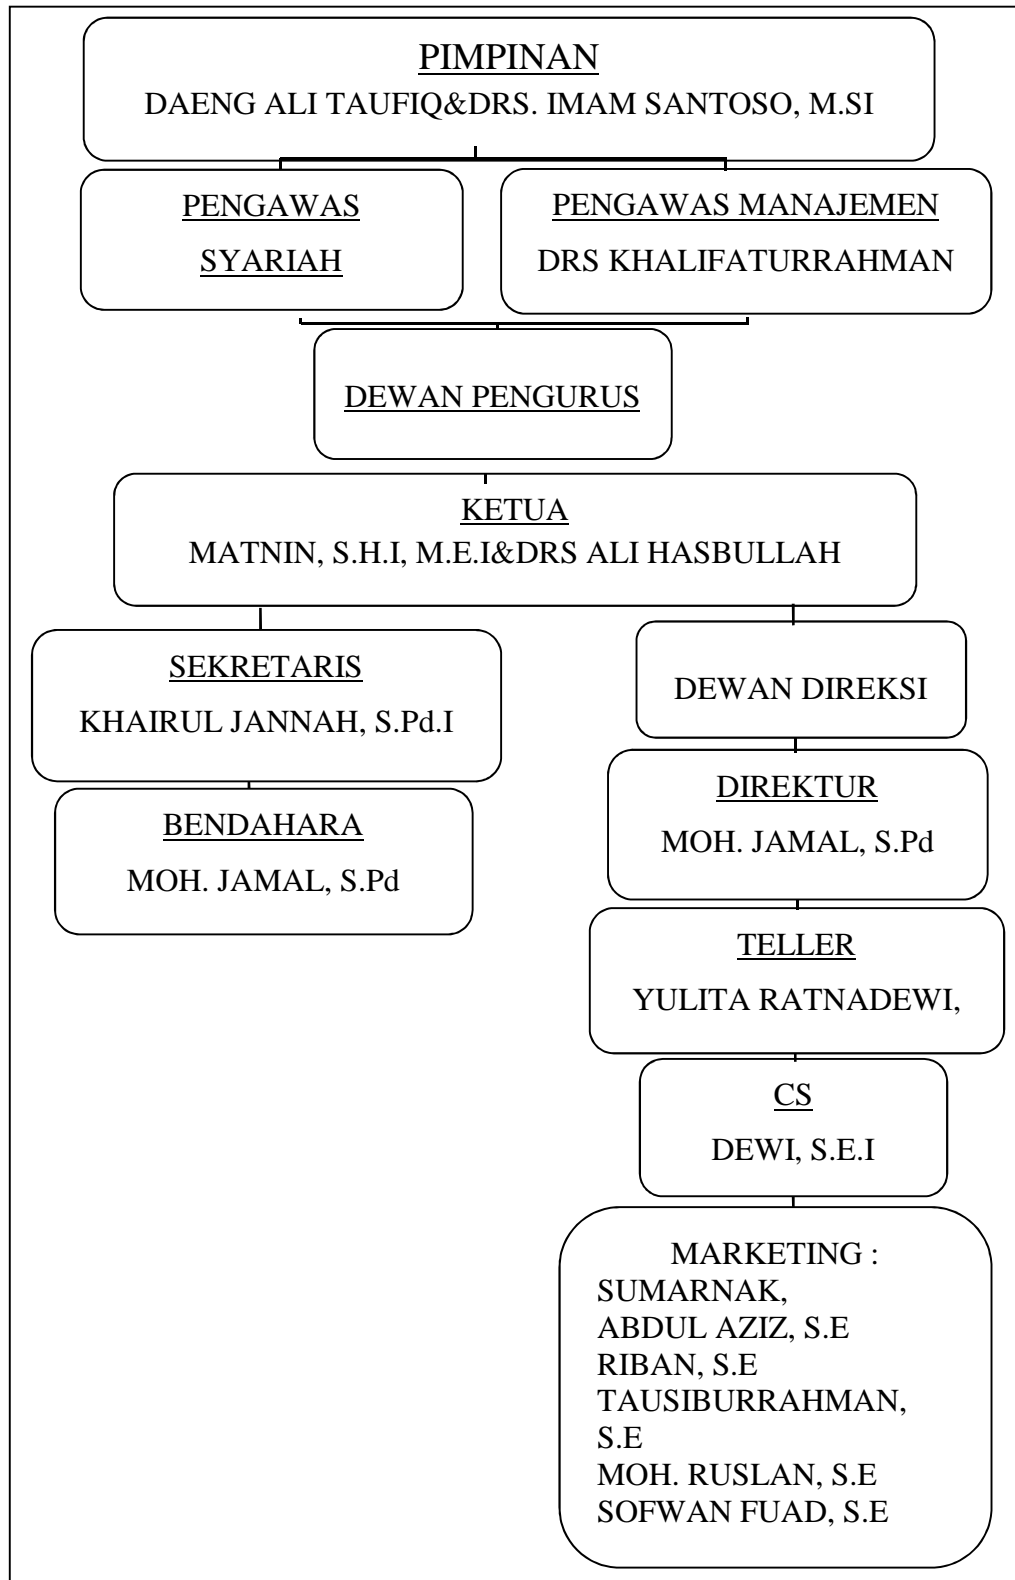 PIMPINAN
DAENG ALI TAUFIQ&DRS. IMAM SANTOSO, M.SI
PENGAWAS
SYARIAH
PENGAWAS MANAJEMEN
DRS KHALIFATURRAHMAN
DEWAN PENGURUS
KETUA
MATNIN, S.H.I, M.E.I&DRS ALI HASBULLAH
SEKRETARIS
KHAIRUL JANNAH, S.Pd.I
BENDAHARA
MOH. JAMAL, S.Pd
DEWAN DIREKSI
DIREKTUR
MOH. JAMAL, S.Pd
TELLER
YULITA RATNADEWI,
CS
DEWI, S.E.I
MARKETING :
SUMARNAK,
ABDUL AZIZ, S.E
RIBAN, S.E
TAUSIBURRAHMAN,
S.E
MOH. RUSLAN, S.E
SOFWAN FUAD, S.E